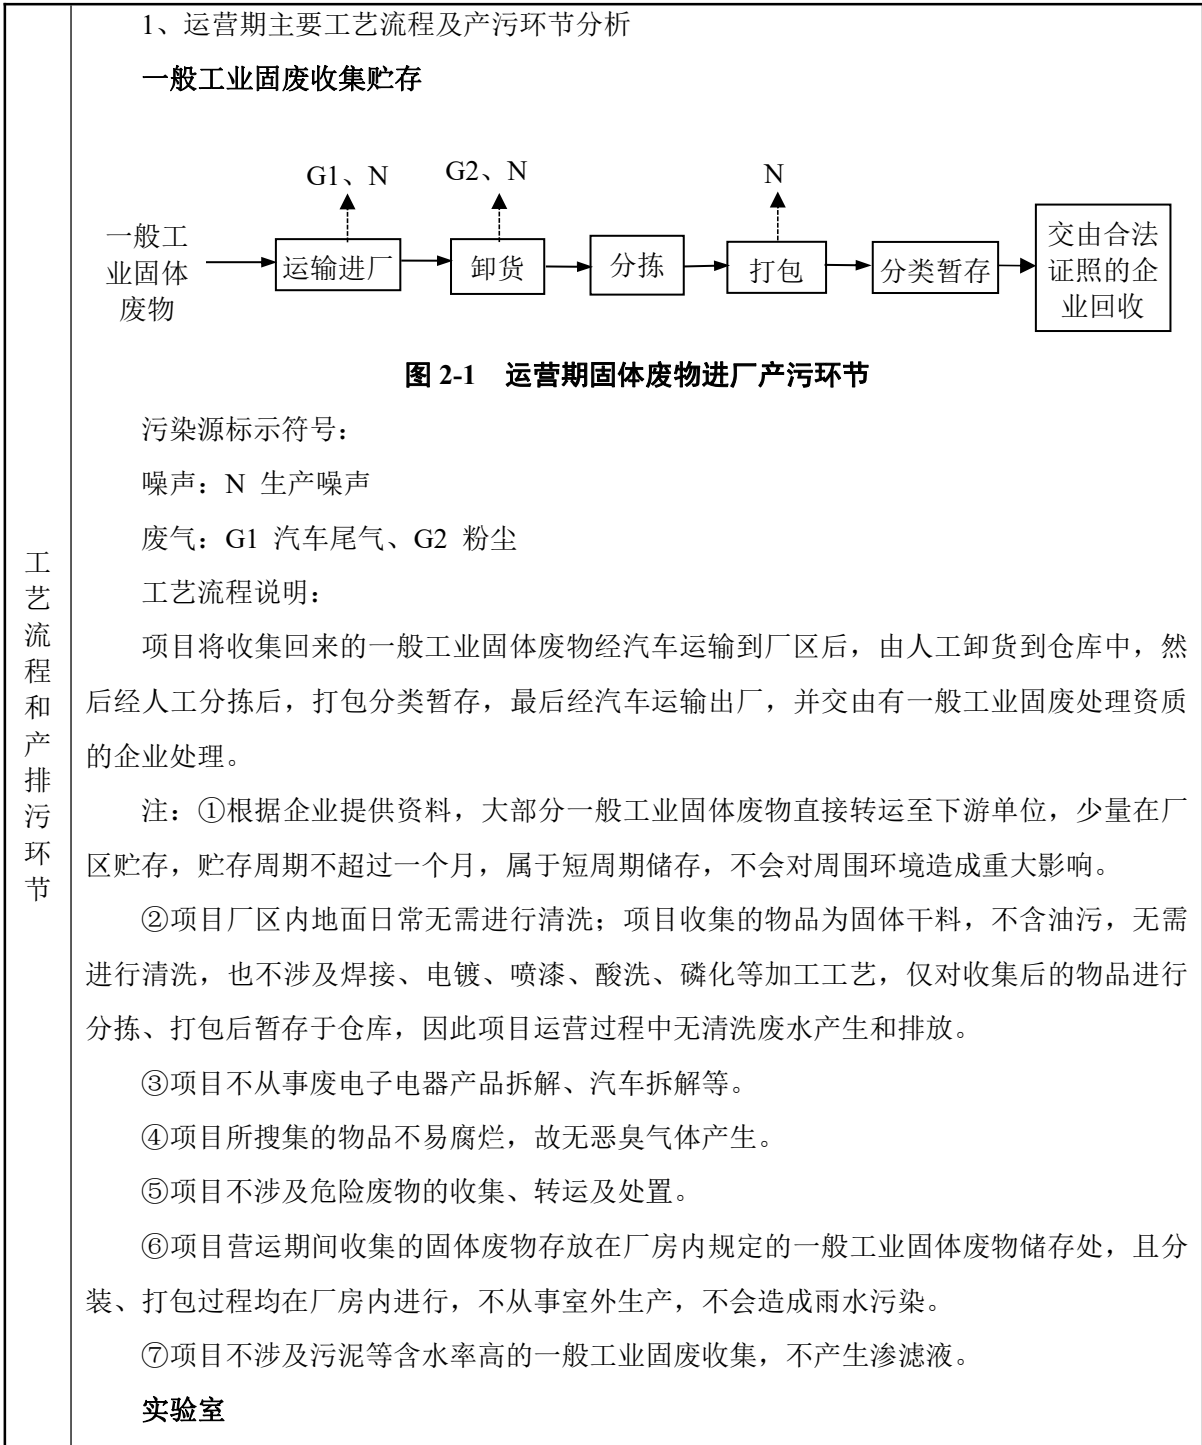 1、运营期主要工艺流程及产污环节分析
一般工业固废收集贮存
G1、N
G2、N
N
一般工
业固体
废物
运输进厂
卸货
分拣
打包
分类暂存
交由合法
证照的企
业回收
图 2-1 运营期固体废物进厂产污环节
污染源标示符号：
噪声：N 生产噪声
废气：G1 汽车尾气、G2 粉尘
工艺流程说明：
项目将收集回来的一般工业固体废物经汽车运输到厂区后，由人工卸货到仓库中，然
后经人工分拣后，打包分类暂存，最后经汽车运输出厂，并交由有一般工业固废处理资质
的企业处理。
注：①根据企业提供资料，大部分一般工业固体废物直接转运至下游单位，少量在厂
区贮存，贮存周期不超过一个月，属于短周期储存，不会对周围环境造成重大影响。
②项目厂区内地面日常无需进行清洗；项目收集的物品为固体干料，不含油污，无需
进行清洗，也不涉及焊接、电镀、喷漆、酸洗、磷化等加工工艺，仅对收集后的物品进行
分拣、打包后暂存于仓库，因此项目运营过程中无清洗废水产生和排放。
③项目不从事废电子电器产品拆解、汽车拆解等。
④项目所搜集的物品不易腐烂，故无恶臭气体产生。
⑤项目不涉及危险废物的收集、转运及处置。
⑥项目营运期间收集的固体废物存放在厂房内规定的一般工业固体废物储存处，且分
装、打包过程均在厂房内进行，不从事室外生产，不会造成雨水污染。
⑦项目不涉及污泥等含水率高的一般工业固废收集，不产生渗滤液。
实验室
工
艺
流
程
和
产
排
污
环
节